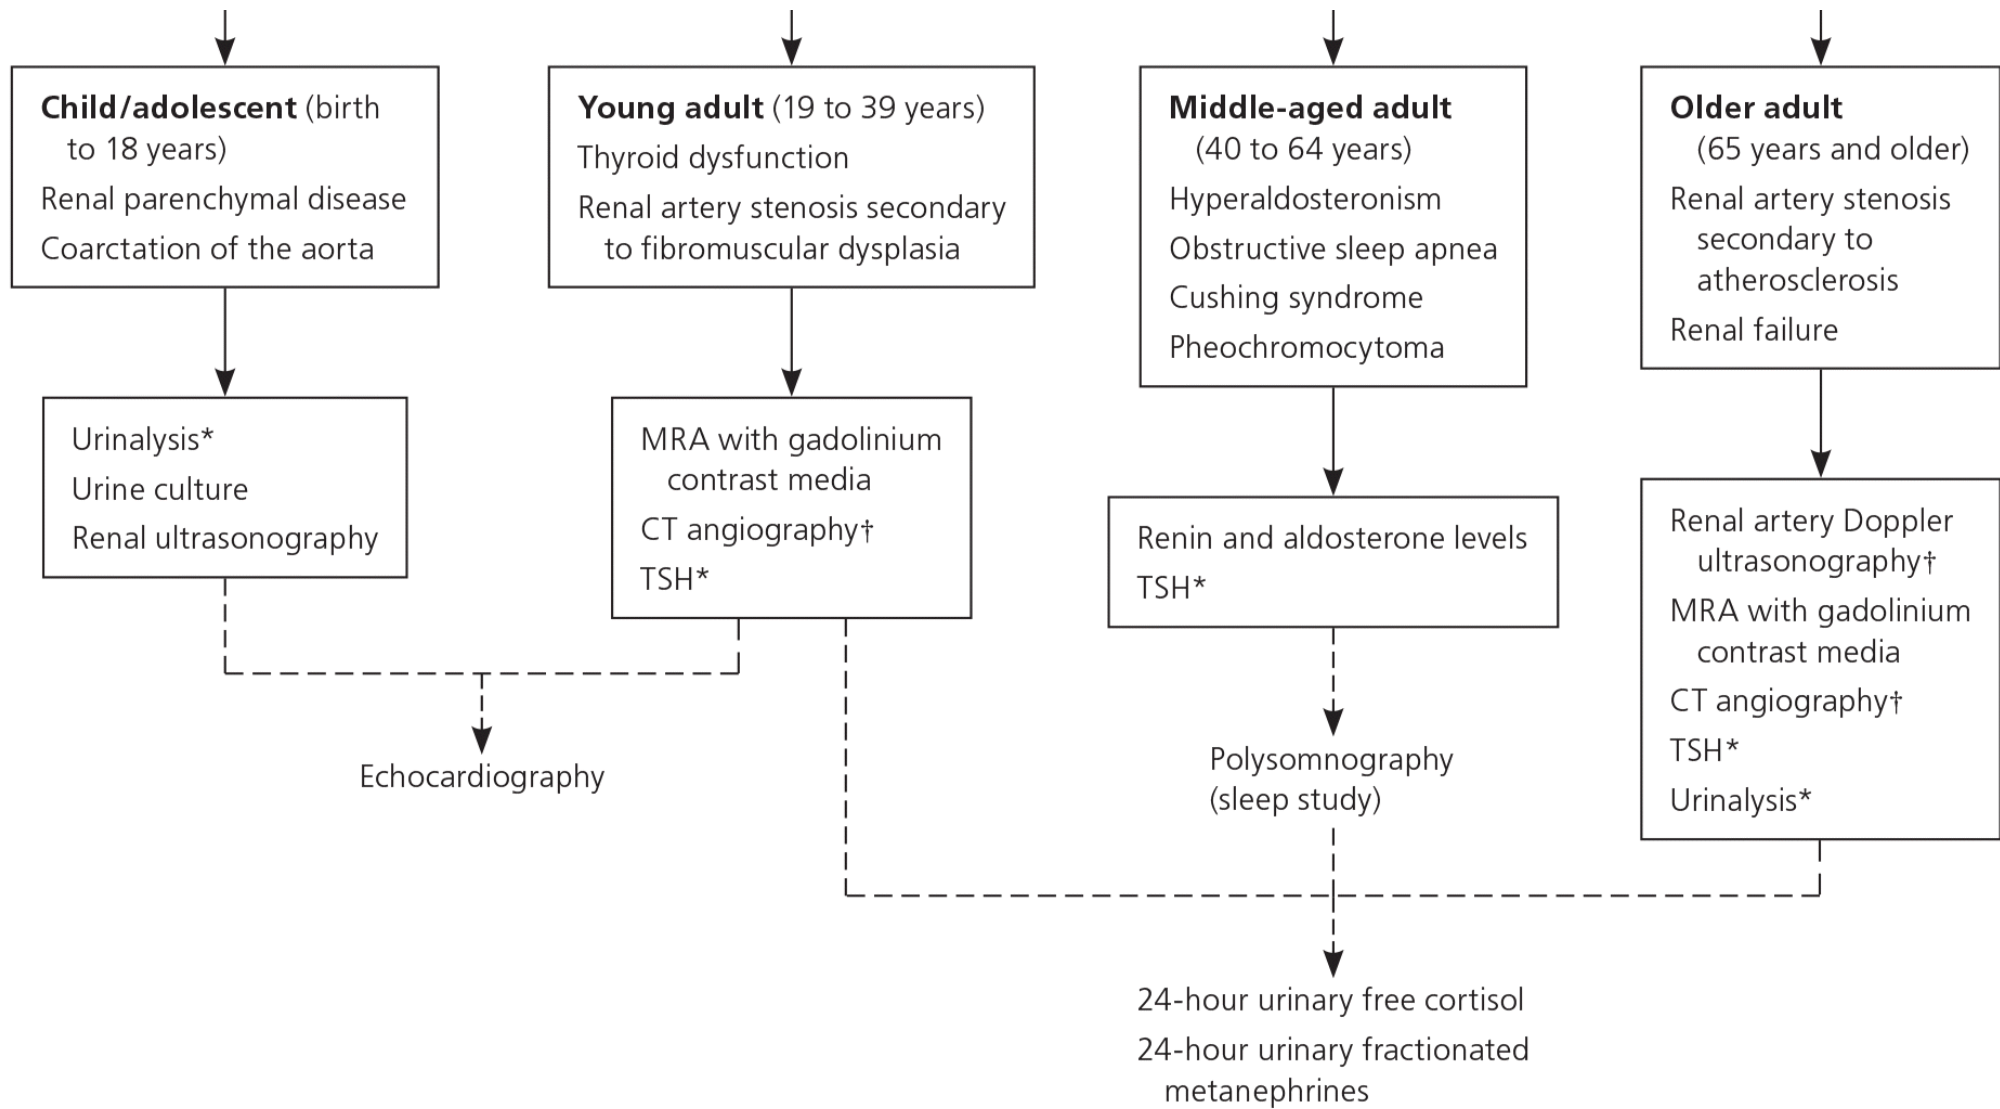 Child/adolescent (birth
to 18 years)
Renal parenchymal disease
Coarctation of the aorta
Urinalysis*
Urine culture
Renal ultrasonography
Young adult (19 to 39 years)
Thyroid dysfunction
Renal artery stenosis secondary
to fibromuscular dysplasia
MRA with gadolinium
contrast media
CT angiography†
TSH*
Echocardiography
Middle-aged adult
(40 to 64 years)
Hyperaldosteronism
Obstructive sleep apnea
Cushing syndrome
Pheochromocytoma
Renin and aldosterone levels
TSH*
Polysomnography
(sleep study)
Older adult
(65 years and older)
Renal artery stenosis
secondary to
atherosclerosis
Renal failure
Renal artery Doppler
ultrasonography†
MRA with gadolinium
contrast media
CT angiography†
TSH*
Urinalysis*
24-hour urinary free cortisol
24-hour urinary fractionated
metanephrines